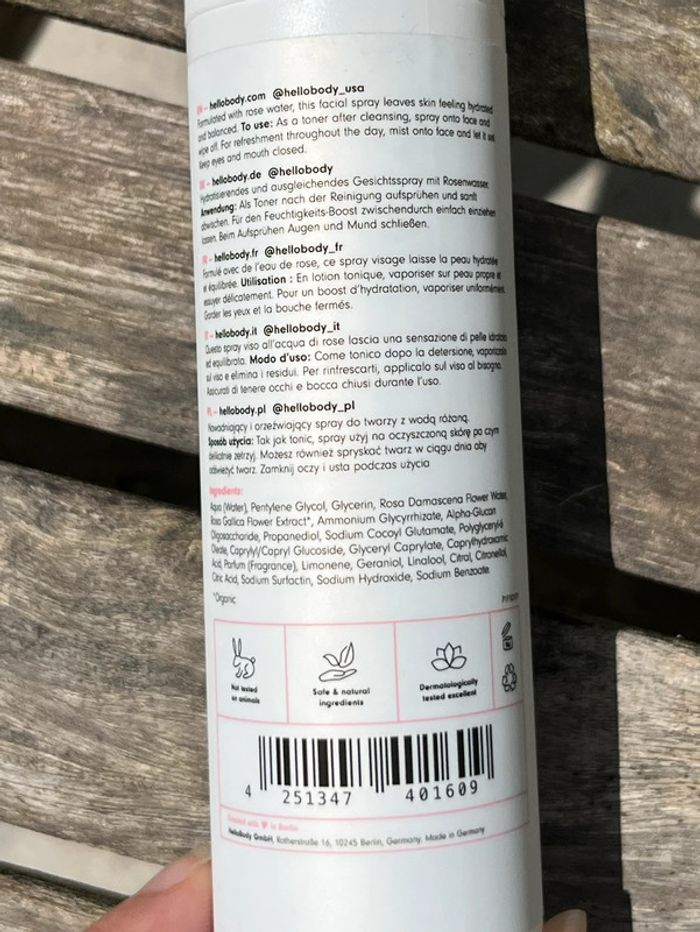 EN – hellobody.com @hellobody_usa
Formulated with rose water, this facial spray leaves skin feeling hydrated
and balanced. To use: As a toner after cleansing, spray onto face and
wipe off. For refreshment throughout the day, mist onto face and let it set.
Keep eyes and mouth closed.
DE – hellobody.de @hellobody
Hydratisierendes und ausgleichendes Gesichtsspray mit Rosenwasser.
Anwendung: Als Toner nach der Reinigung aufsprühen und sanft
abwischen. Für den Feuchtigkeits-Boost zwischendurch einfach einziehen
lassen. Beim Aufsprühen Augen und Mund schließen.
FR – hellobody.fr @hellobody_fr
Formulé avec de l'eau de rose, ce spray visage laisse la peau hydratée
et équilibrée. Utilisation : En lotion tonique, vaporiser sur peau propre et
essuyer délicatement. Pour un boost d'hydratation, vaporiser uniformément.
Garder les yeux et la bouche fermés.
IT – hellobody.it @hellobody_it
Questo spray viso all'acqua di rose lascia una sensazione di pelle idratata
ed equilibrata. Modo d'uso: Come tonico dopo la detersione, vaporizzalo
sul viso e elimina i residui. Per rinfrescarti, applicalo sul viso al bisogno.
Assicurati di tenere occhi e bocca chiusi durante l'uso.
PL – hellobody.pl @hellobody_pl
Nawadniający i orzeźwiający spray do twarzy z wodą różaną.
Sposób użycia: Tak jak tonic, spray użyj na oczyszczoną skórę po czym
delikatnie zetrzyj. Możesz również spryskać twarz w ciągu dnia aby
odświeżyć twarz. Zamknij oczy i usta podczas użycia
Ingredients:
Aqua (Water), Pentylene Glycol, Glycerin, Rosa Damascena Flower Water,
Rosa Gallica Flower Extract*, Ammonium Glycyrrhizate, Alpha-Glucan
Oligosaccharide, Propanediol, Sodium Cocoyl Glutamate, Polyglyceryl-6
Oleate, Caprylyl/Capryl Glucoside, Glyceryl Caprylate, Caprylhydroxamic
Acid, Parfum (Fragrance), Limonene, Geraniol, Linalool, Citral, Citronellol,
Citric Acid, Sodium Surfactin, Sodium Hydroxide, Sodium Benzoate.
*Organic
Not tested
on animals
Safe & natural
ingredients
Dermatologically
tested excellent
4 251347 401609
Created with ♥ in Berlin
HelloBody GmbH, Rotherstraße 16, 10245 Berlin, Germany. Made in Germany